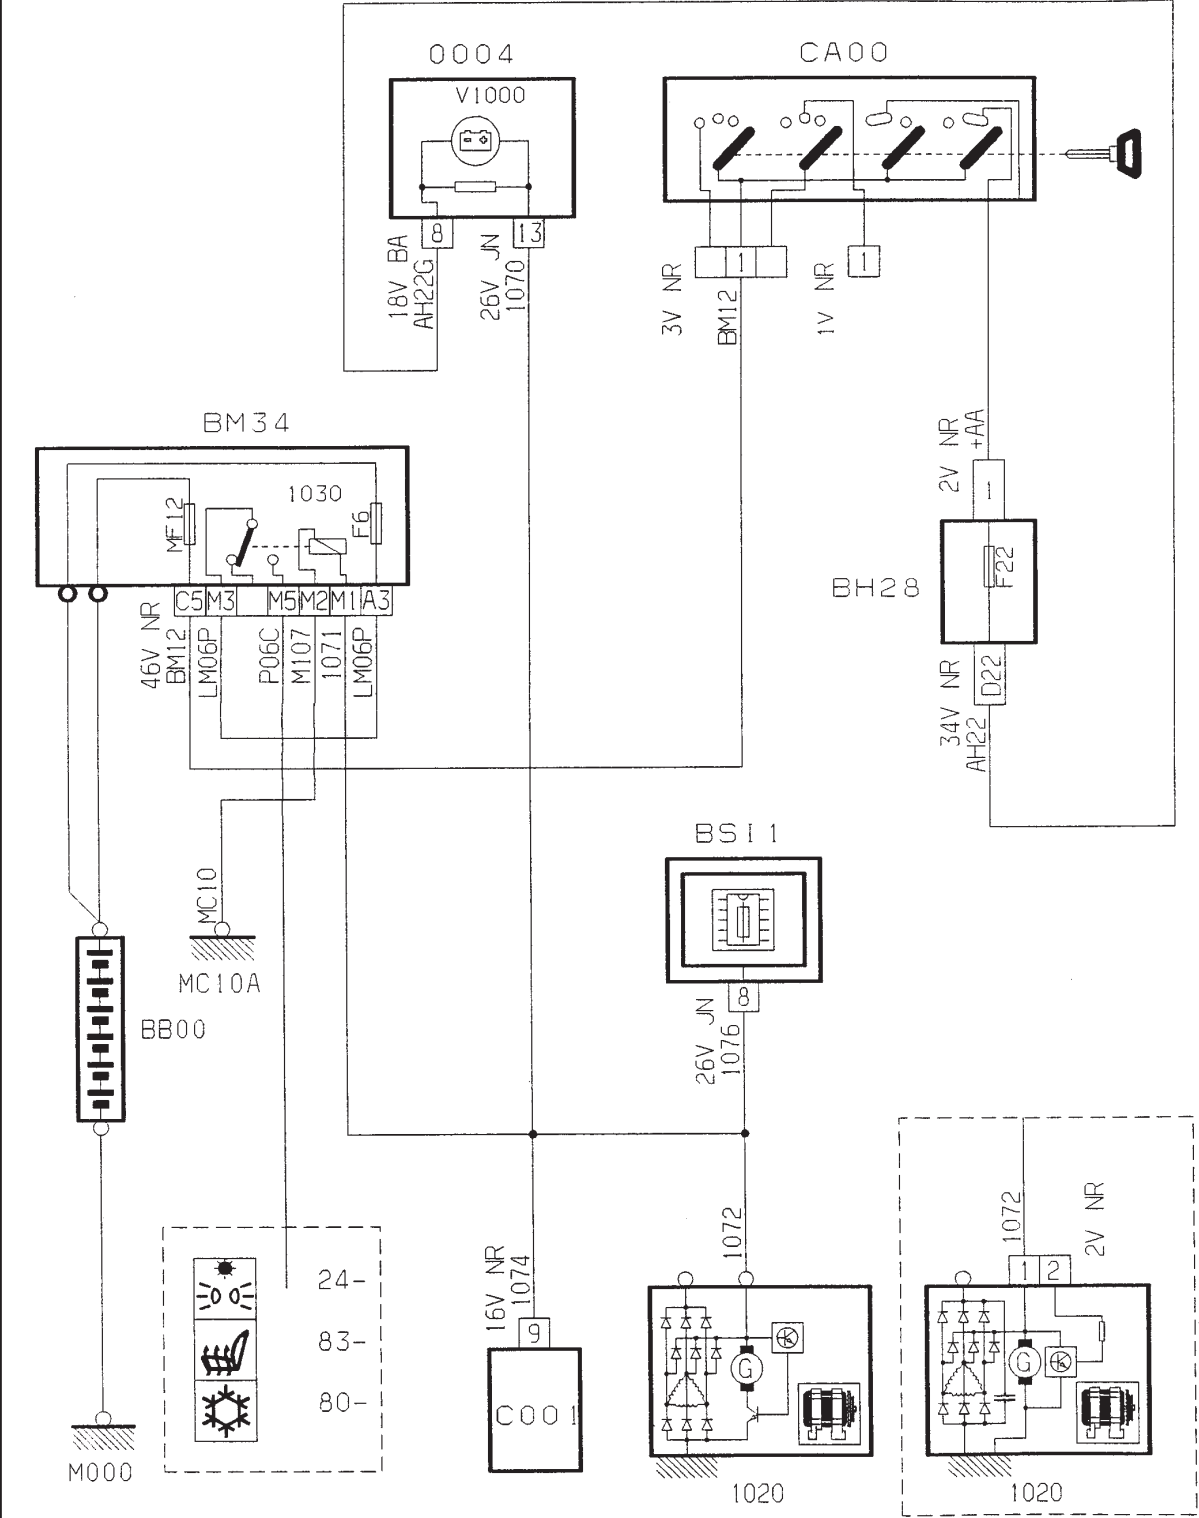 0004
CA00
V1000
8
13
18V BA
AH22G
26V JN
1070
1
1
3V NR
BM12
1V NR
BM34
2V NR
+AA
1
1030
MF12
F6
F22
BH28
C5
M3
M5
M2
M1
A3
46V NR
BM12
LM06P
P06C
M107
1071
LM06P
D22
34V NR
AH22
BSI1
MC10
MC10A
8
26V JN
1076
BB00
1072
1072
2V NR
16V NR
1074
1
2
24-
83-
80-
9
C001
G
G
M000
1020
1020